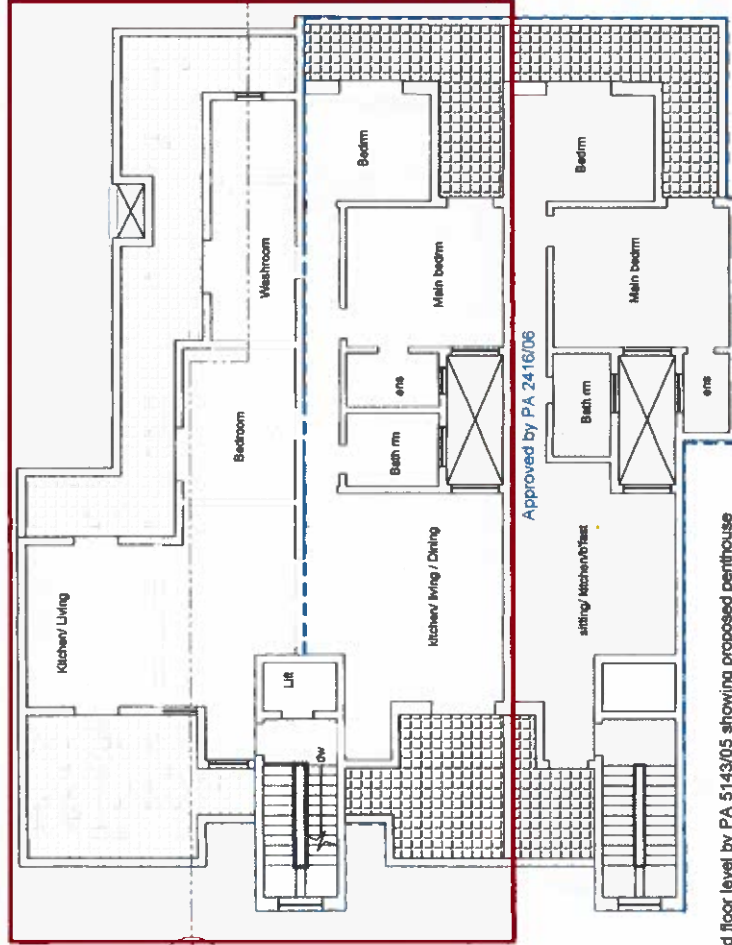 Kitchen/ Living
Bedroom
Washroom
Lift
dw
kitchen/ living / Dining
Bath rm
ens
Main bedrm
Bedrm
Approved by PA 2416/06
sitting/ kitchen/b'fast
Bath rm
ens
Main bedrm
Bedrm
d floor level by PA 5143/05 showing proposed penthouse